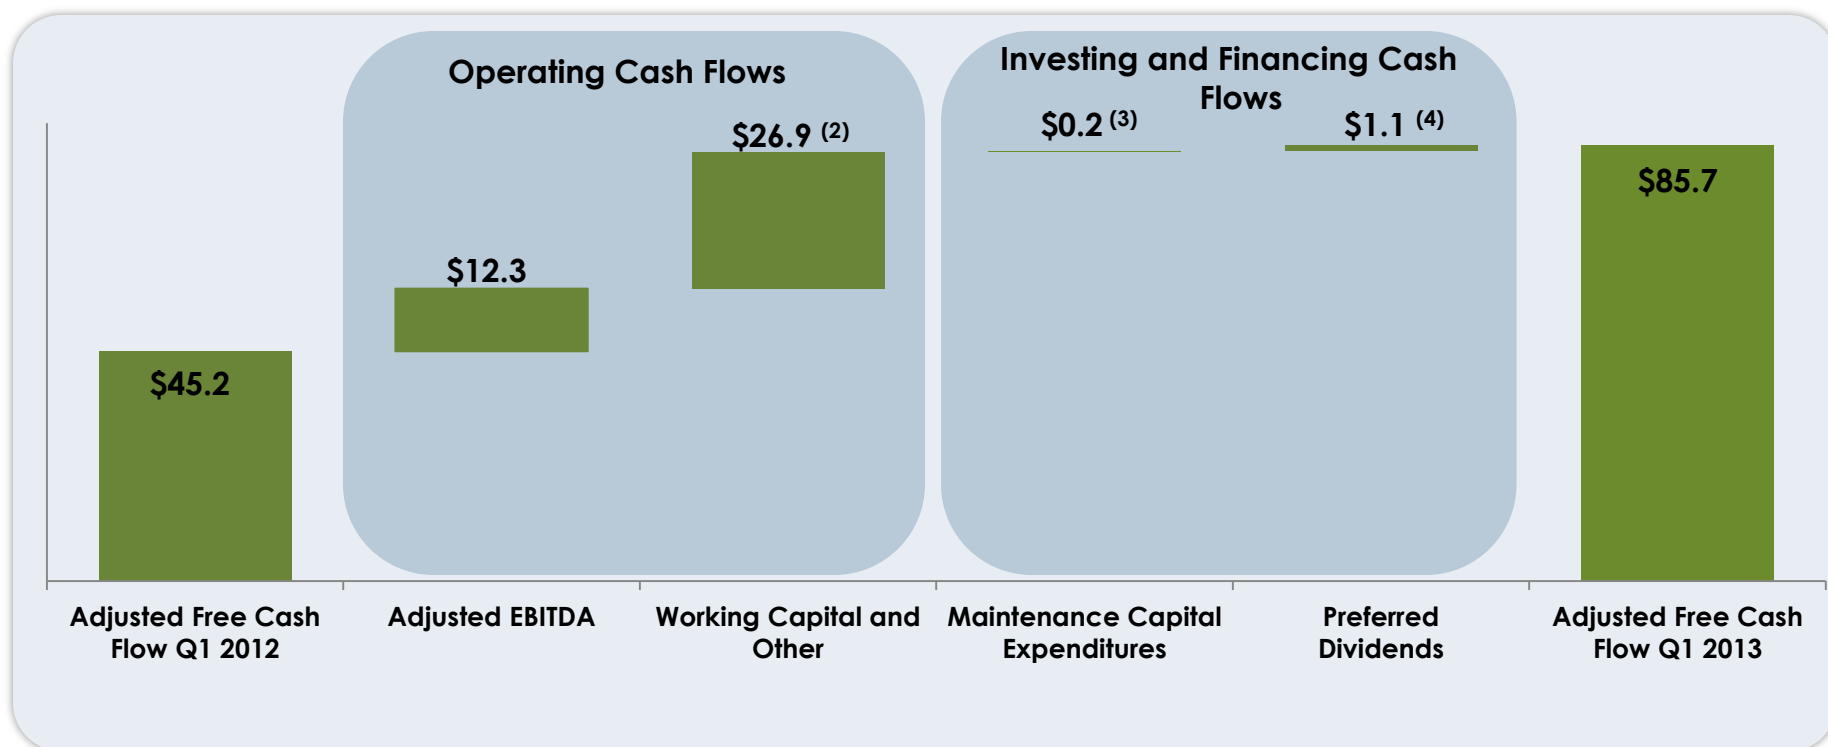 Operating Cash Flows
Investing and Financing Cash
Flows
$45.2
$12.3
$26.9 (2)
$0.2 (3)
$1.1 (4)
$85.7
Adjusted Free Cash
Flow Q1 2012
Adjusted EBITDA
Working Capital and
Other
Maintenance Capital
Expenditures
Preferred
Dividends
Adjusted Free Cash
Flow Q1 2013